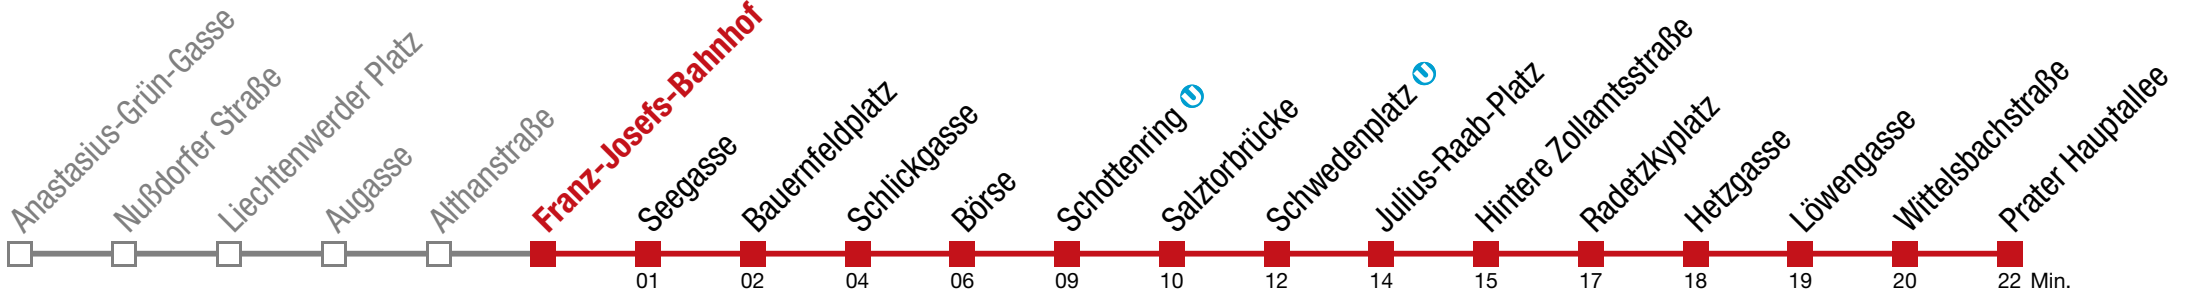 Anastasius-Grün-Gasse
Nußdorfer Straße
Liechtenwerder Platz
Augasse
Althanstraße
Franz-Josefs-Bahnhof
Seegasse
Bauernfeldplatz
Schlickgasse
Börse
Schottenring U
Salztorbrücke
Schwedenplatz U
Julius-Raab-Platz
Hintere Zollamtsstraße
Radetzkyplatz
Hetzgasse
Löwengasse
Wittelsbachstraße
Prater Hauptallee
01 02 04 06 09 10 12 14 15 17 18 19 20 22 Min.